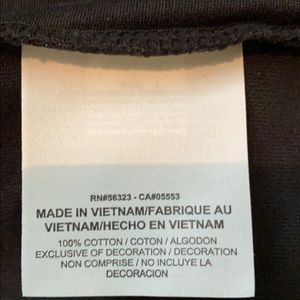 RN#56323 - CA#05553
MADE IN VIETNAM/FABRIQUE AU
VIETNAM/HECHO EN VIETNAM
100% COTTON / COTON / ALGODON
EXCLUSIVE OF DECORATION / DECORATION
NON COMPRISE / NO INCLUYE LA
DECORACION